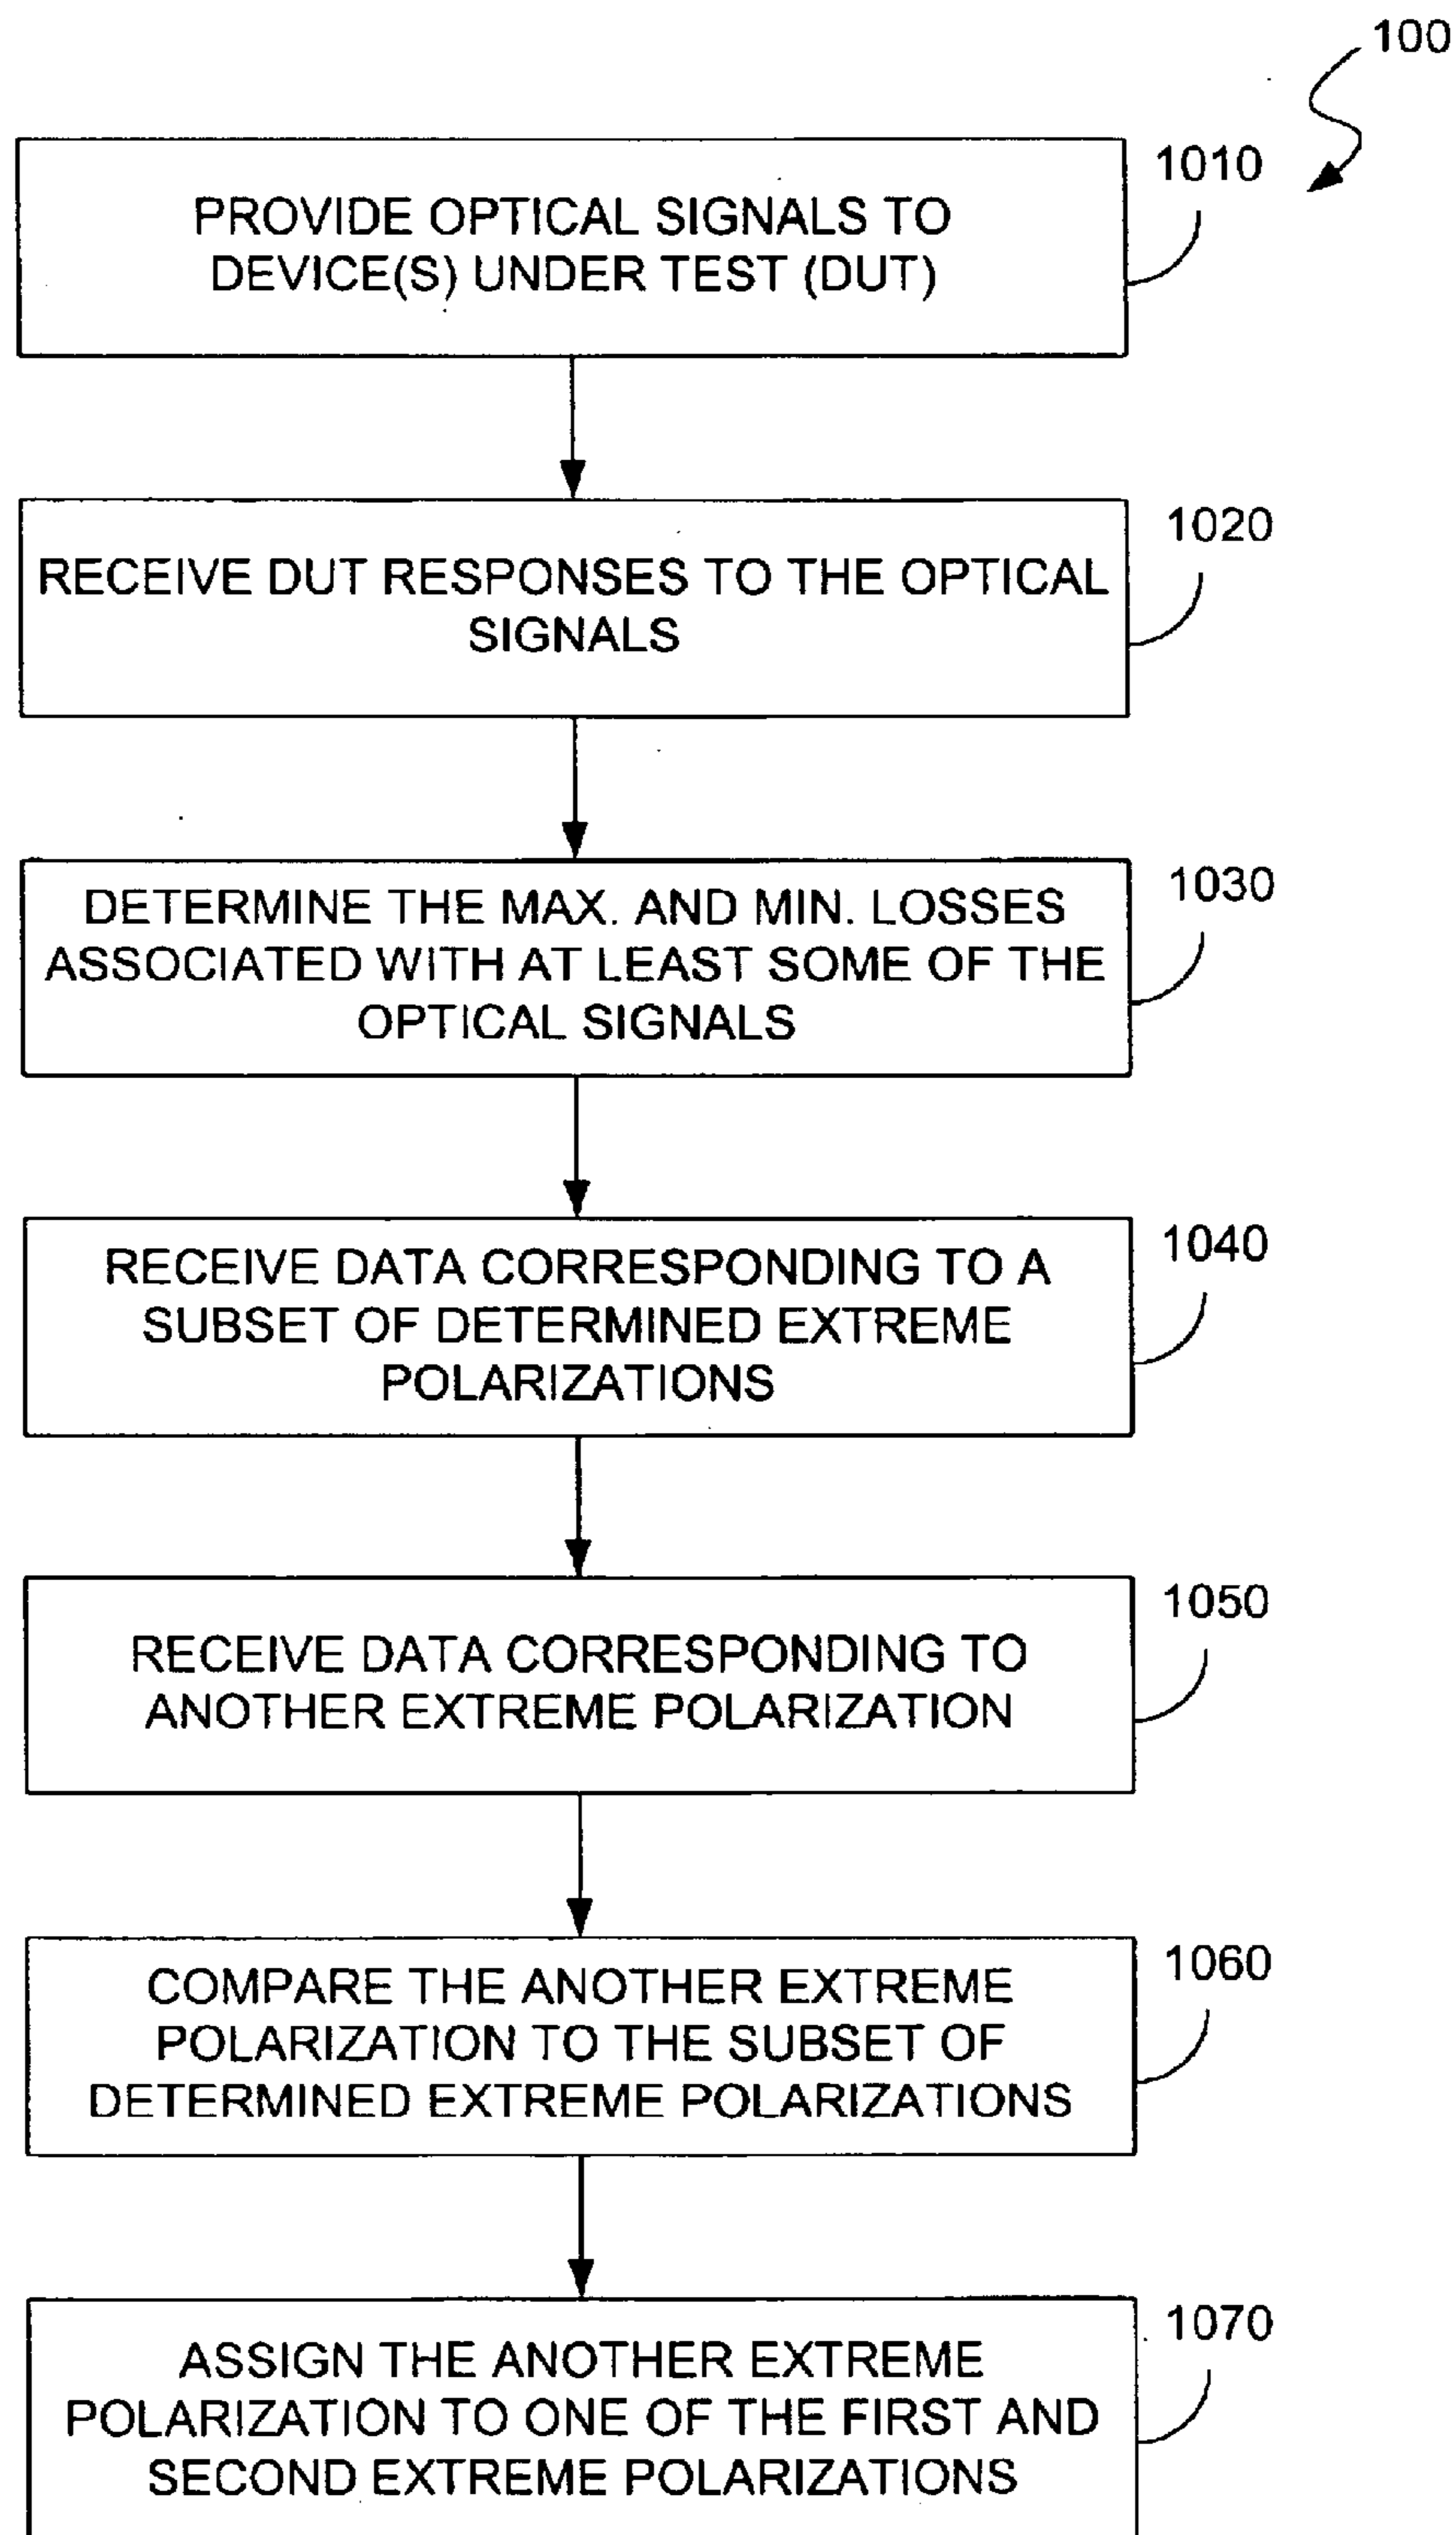 100
1010
PROVIDE OPTICAL SIGNALS TO
DEVICE(S) UNDER TEST (DUT)
1020
RECEIVE DUT RESPONSES TO THE OPTICAL
SIGNALS
1030
DETERMINE THE MAX. AND MIN. LOSSES
ASSOCIATED WITH AT LEAST SOME OF THE
OPTICAL SIGNALS
1040
RECEIVE DATA CORRESPONDING TO A
SUBSET OF DETERMINED EXTREME
POLARIZATIONS
1050
RECEIVE DATA CORRESPONDING TO
ANOTHER EXTREME POLARIZATION
1060
COMPARE THE ANOTHER EXTREME
POLARIZATION TO THE SUBSET OF
DETERMINED EXTREME POLARIZATIONS
1070
ASSIGN THE ANOTHER EXTREME
POLARIZATION TO ONE OF THE FIRST AND
SECOND EXTREME POLARIZATIONS